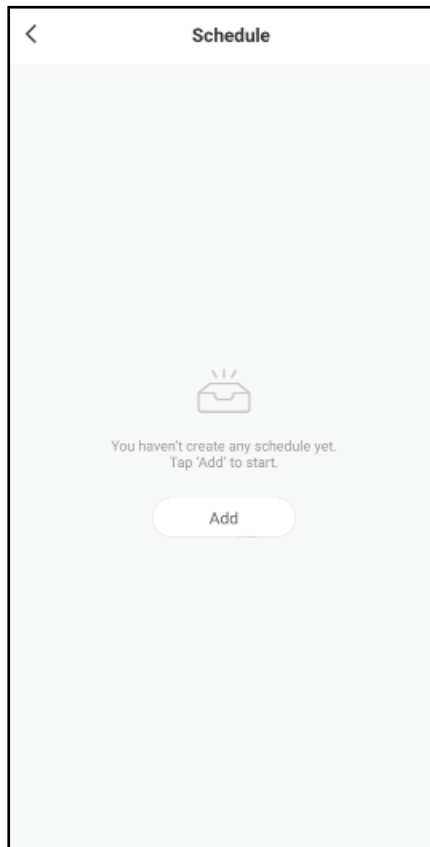 Schedule
You haven't create any schedule yet.
Tap 'Add' to start.
Add